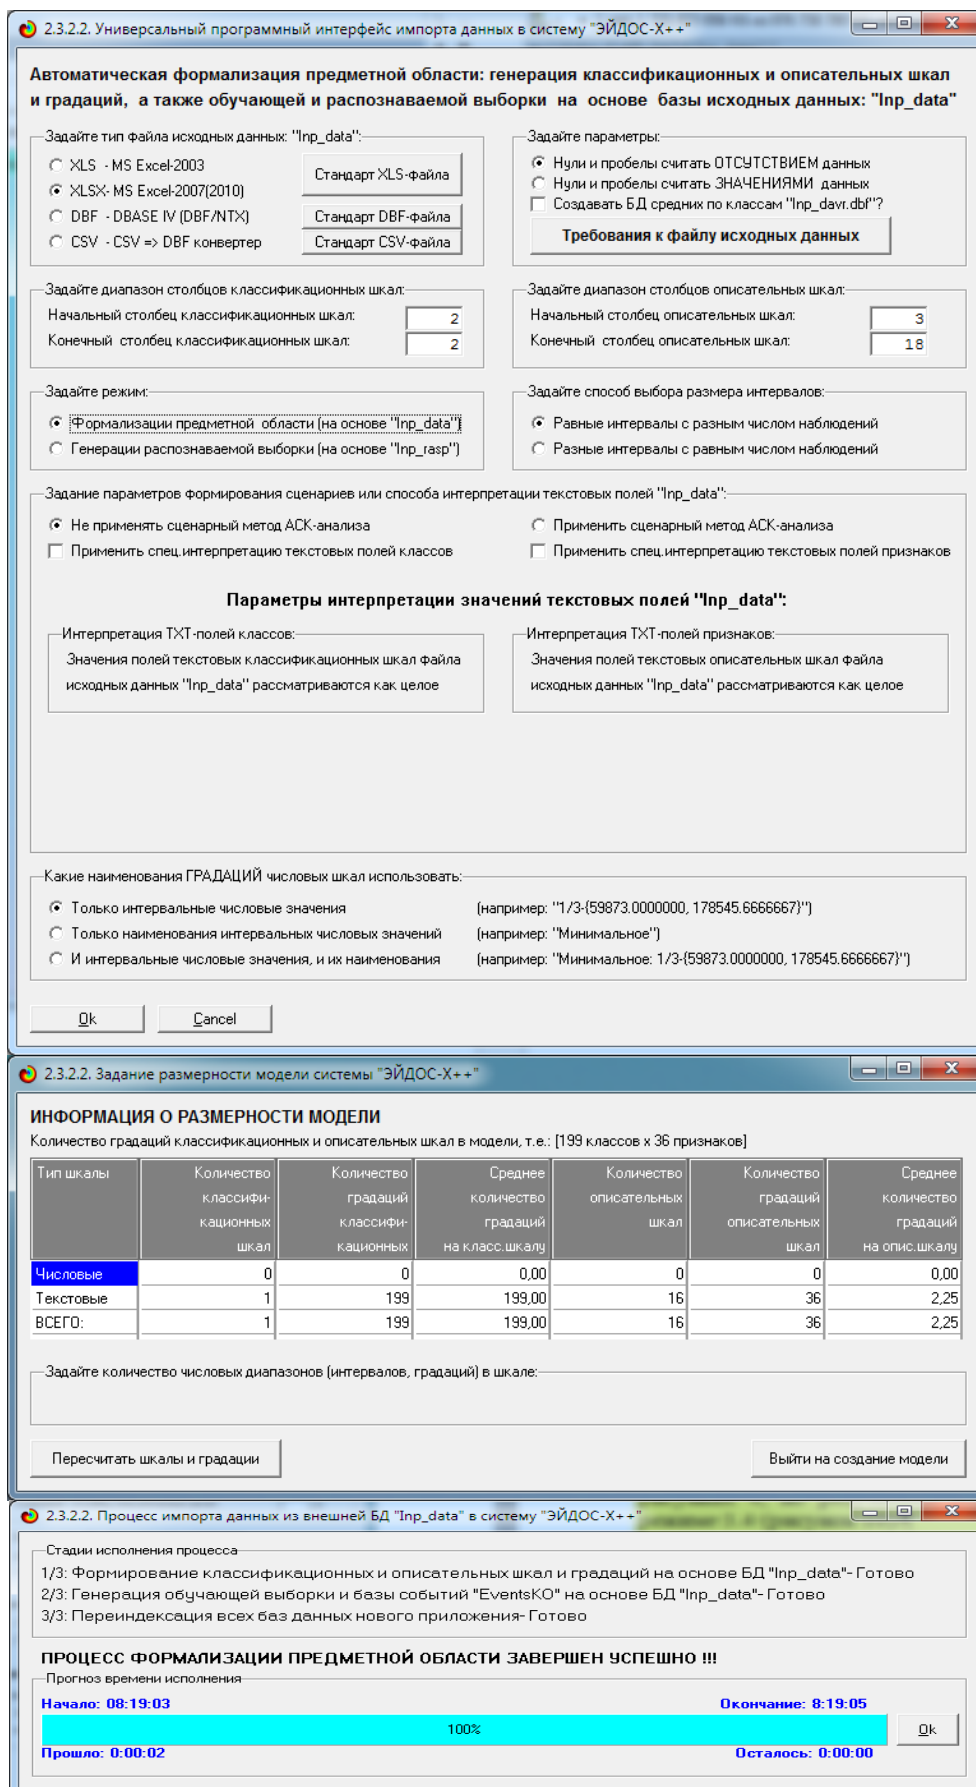 2.3.2.2. Универсальный программный интерфейс импорта данных в систему "ЭЙДОС-X++"
Автоматическая формализация предметной области: генерация классификационных и описательных шкал
и градаций, а также обучающей и распознаваемой выборки на основе базы исходных данных: "Inp_data"
Задайте тип файла исходных данных: "Inp_data":
XLS - MS Excel-2003
XLSX- MS Excel-2007(2010)
DBF - DBASE IV (DBF/NTX)
CSV - CSV => DBF конвертер
Стандарт XLS-файла
Стандарт DBF-файла
Стандарт CSV-файла
Задайте параметры:
Нули и пробелы считать ОТСУТСТВИЕМ данных
Нули и пробелы считать ЗНАЧЕНИЯМИ данных
Создавать БД средних по классам "Inp_davr.dbf"?
Требования к файлу исходных данных
Задайте диапазон столбцов классификационных шкал:
Начальный столбец классификационных шкал: 2
Конечный столбец классификационных шкал: 2
Задайте диапазон столбцов описательных шкал:
Начальный столбец описательных шкал: 3
Конечный столбец описательных шкал: 18
Задайте режим:
Формализации предметной области (на основе "Inp_data")
Генерации распознаваемой выборки (на основе "Inp_rasp")
Задайте способ выбора размера интервалов:
Равные интервалы с разным числом наблюдений
Разные интервалы с равным числом наблюдений
Задание параметров формирования сценариев или способа интерпретации текстовых полей "Inp_data":
Не применять сценарный метод АСК-анализа
Применить сценарный метод АСК-анализа
Применить спец.интерпретацию текстовых полей классов
Применить спец.интерпретацию текстовых полей признаков
Параметры интерпретации значений текстовых полей "Inp_data":
Интерпретация TXT-полей классов:
Значения полей текстовых классификационных шкал файла
исходных данных "Inp_data" рассматриваются как целое
Интерпретация TXT-полей признаков:
Значения полей текстовых описательных шкал файла
исходных данных "Inp_data" рассматриваются как целое
Какие наименования ГРАДАЦИЙ числовых шкал использовать:
Только интервальные числовые значения (например: "1/3-{59873.0000000, 178545.6666667}")
Только наименования интервальных числовых значений (например: "Минимальное")
И интервальные числовые значения, и их наименования (например: "Минимальное: 1/3-{59873.0000000, 178545.6666667}")
Ok Cancel
2.3.2.2. Задание размерности модели системы "ЭЙДОС-X++"
ИНФОРМАЦИЯ О РАЗМЕРНОСТИ МОДЕЛИ
Количество градаций классификационных и описательных шкал в модели, т.е.: [199 классов x 36 признаков]
Тип шкалы Количество Количество Среднее Количество Количество Среднее
классифи- градаций количество описательных градаций количество
кационных классифи- градаций шкал описательных градаций
шкал кационных на класс.шкалу шкал на опис.шкалу
Числовые 0 0 0,00 0 0 0,00
Текстовые 1 199 199,00 16 36 2,25
ВСЕГО: 1 199 199,00 16 36 2,25
Задайте количество числовых диапазонов (интервалов, градаций) в шкале:
Пересчитать шкалы и градации Выйти на создание модели
2.3.2.2. Процесс импорта данных из внешней БД "Inp_data" в систему "ЭЙДОС-X++"
Стадии исполнения процесса
1/3: Формирование классификационных и описательных шкал и градаций на основе БД "Inp_data"- Готово
2/3: Генерация обучающей выборки и базы событий "EventsKO" на основе БД "Inp_data"- Готово
3/3: Переиндексация всех баз данных нового приложения- Готово
ПРОЦЕСС ФОРМАЛИЗАЦИИ ПРЕДМЕТНОЙ ОБЛАСТИ ЗАВЕРШЕН УСПЕШНО !!!
Прогноз времени исполнения
Начало: 08:19:03 Окончание: 8:19:05
100% Ok
Прошло: 0:00:02 Осталось: 0:00:00